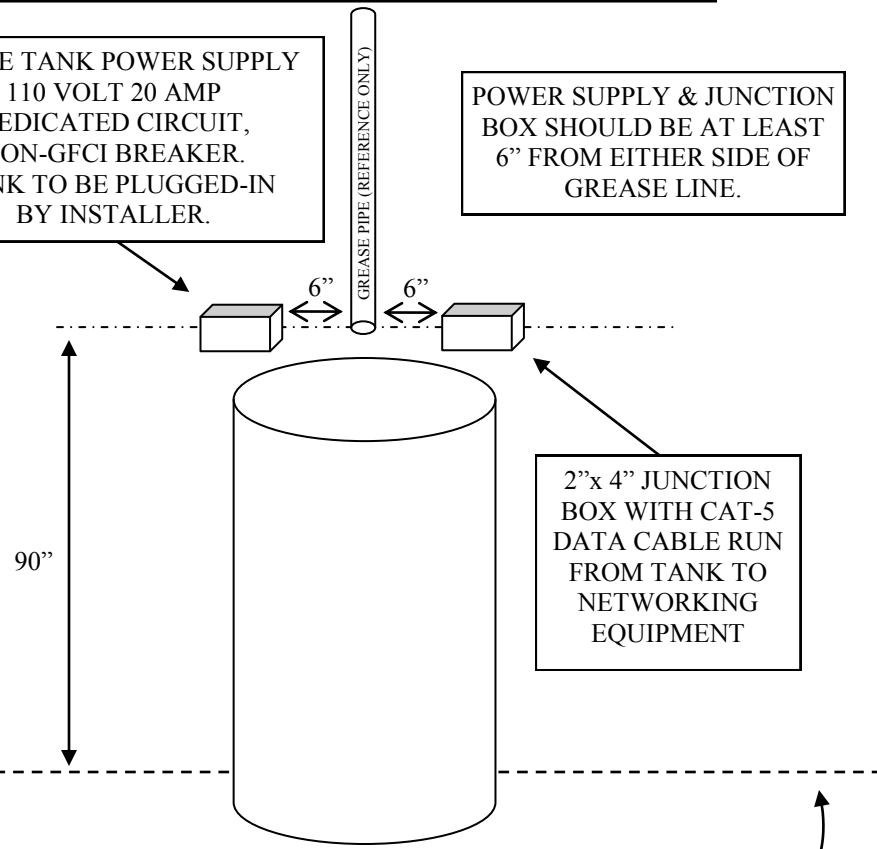 E TANK POWER SUPPLY
110 VOLT 20 AMP
EDICATED CIRCUIT,
ON-GFCI BREAKER.
NK TO BE PLUGGED-IN
BY INSTALLER.
GREASE PIPE (REFERENCE ONLY)
POWER SUPPLY & JUNCTION
BOX SHOULD BE AT LEAST
6” FROM EITHER SIDE OF
GREASE LINE.
6”
6”
90”
2”x 4” JUNCTION
BOX WITH CAT-5
DATA CABLE RUN
FROM TANK TO
NETWORKING
EQUIPMENT